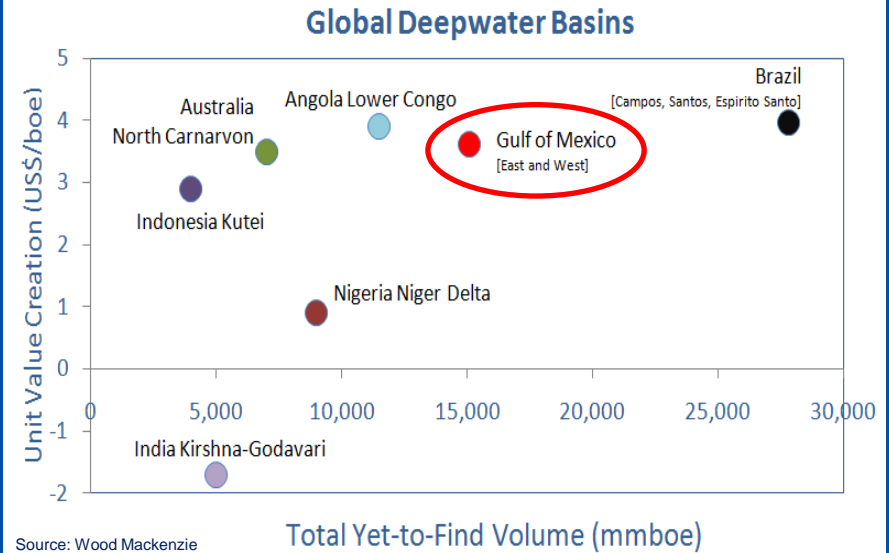 Global Deepwater Basins
Unit Value Creation (US$/boe)
5
4
3
2
1
0
-1
-2
Brazil
[Campos, Santos, Espirito Santo]
Angola Lower Congo
Australia
North Carnarvon
Gulf of Mexico
[East and West]
Indonesia Kutei
Nigeria Niger Delta
0
5,000
10,000
15,000
20,000
25,000
30,000
India Kirshna-Godavari
Total Yet-to-Find Volume (mmboe)
Source: Wood Mackenzie